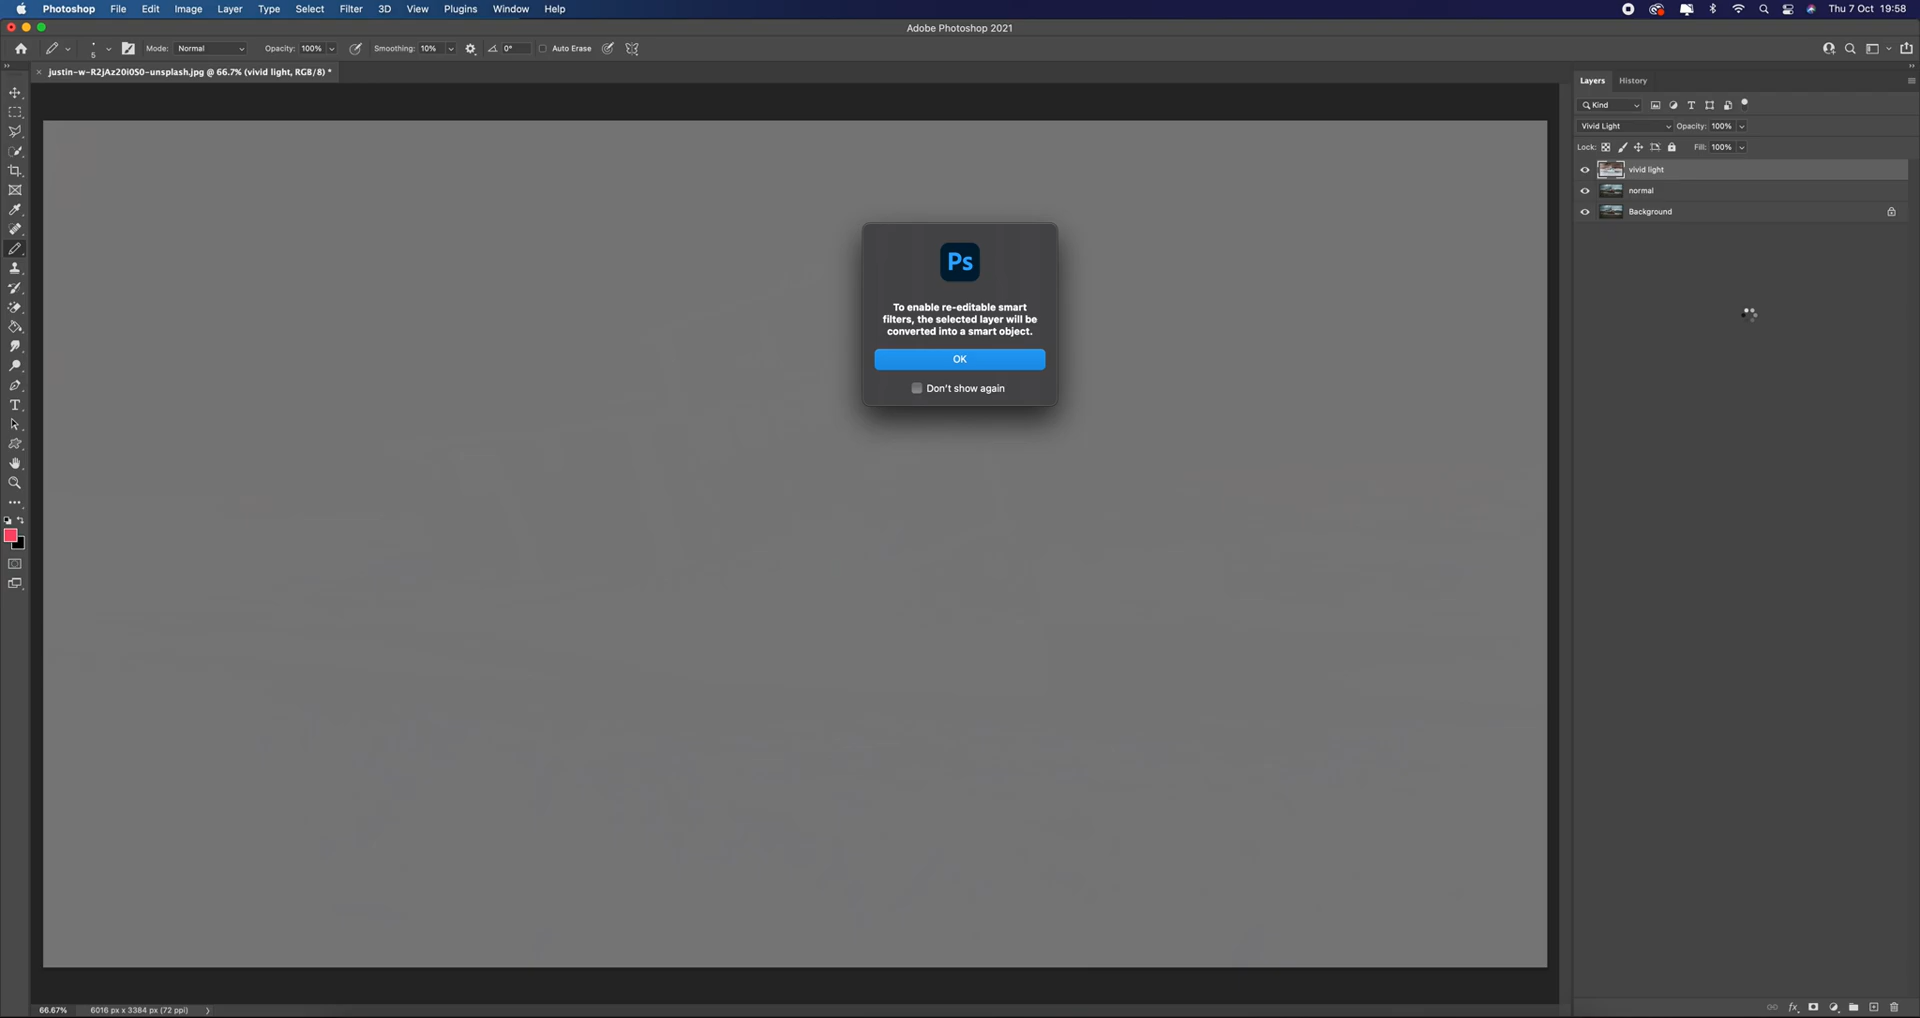 Photoshop File Edit Image Layer Type Select Filter 3D View Plugins Window Help Thu 7 Oct 19:58
Adobe Photoshop 2021
5 Mode: Normal Opacity: 100% Smoothing: 10% 0° Auto Erase
justin-w-R2jAz20i0S0-unsplash.jpg @ 66.7% (vivid light, RGB/8) *
Layers History
Kind
Vivid Light Opacity: 100%
Lock: Fill: 100%
vivid light
normal
Background
Ps
To enable re-editable smart
filters, the selected layer will be
converted into a smart object.
OK
Don't show again
66.67% 6016 px x 3384 px (72 ppi)